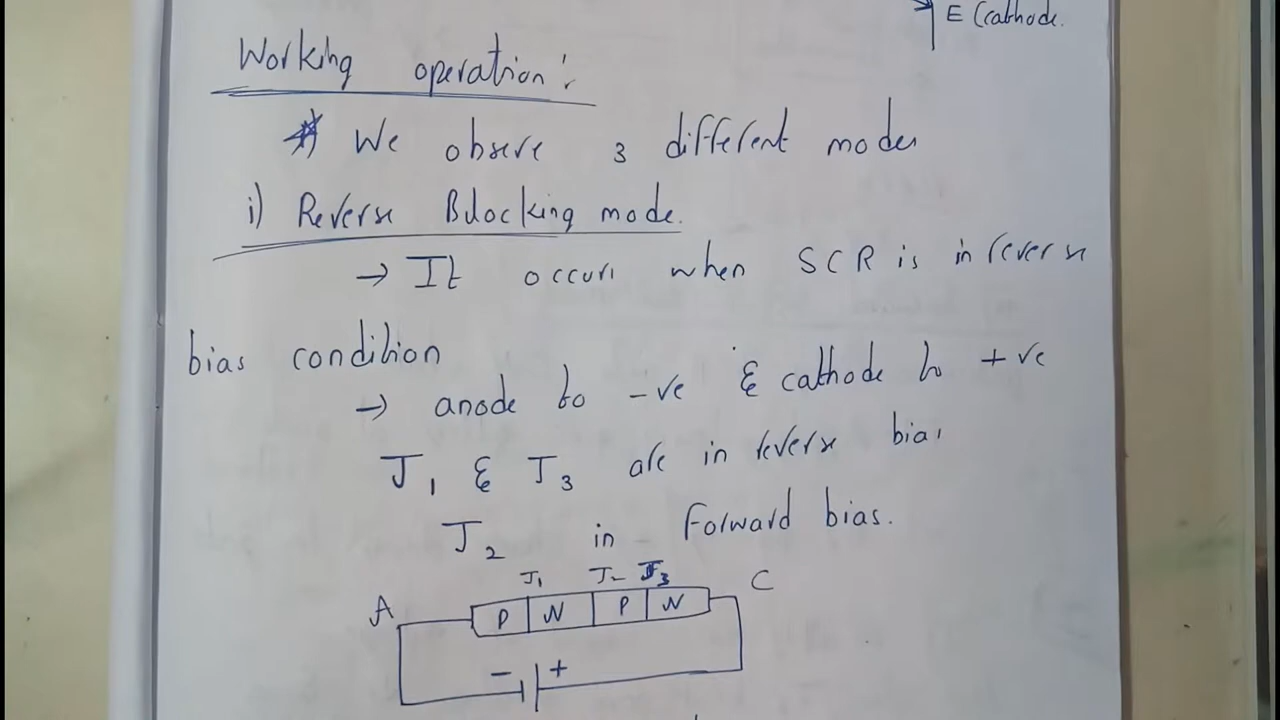 E (cathode.
Working operation:
* We observe 3 different modes
i) Reverse Blocking mode.
→ It occurs when SCR is in reverse
bias condition
→ anode to -ve & cathode to +ve
J1 & J3 are in reverse bias
J2 in Forward bias.
J1 J2 J3
A P N P N C
- +